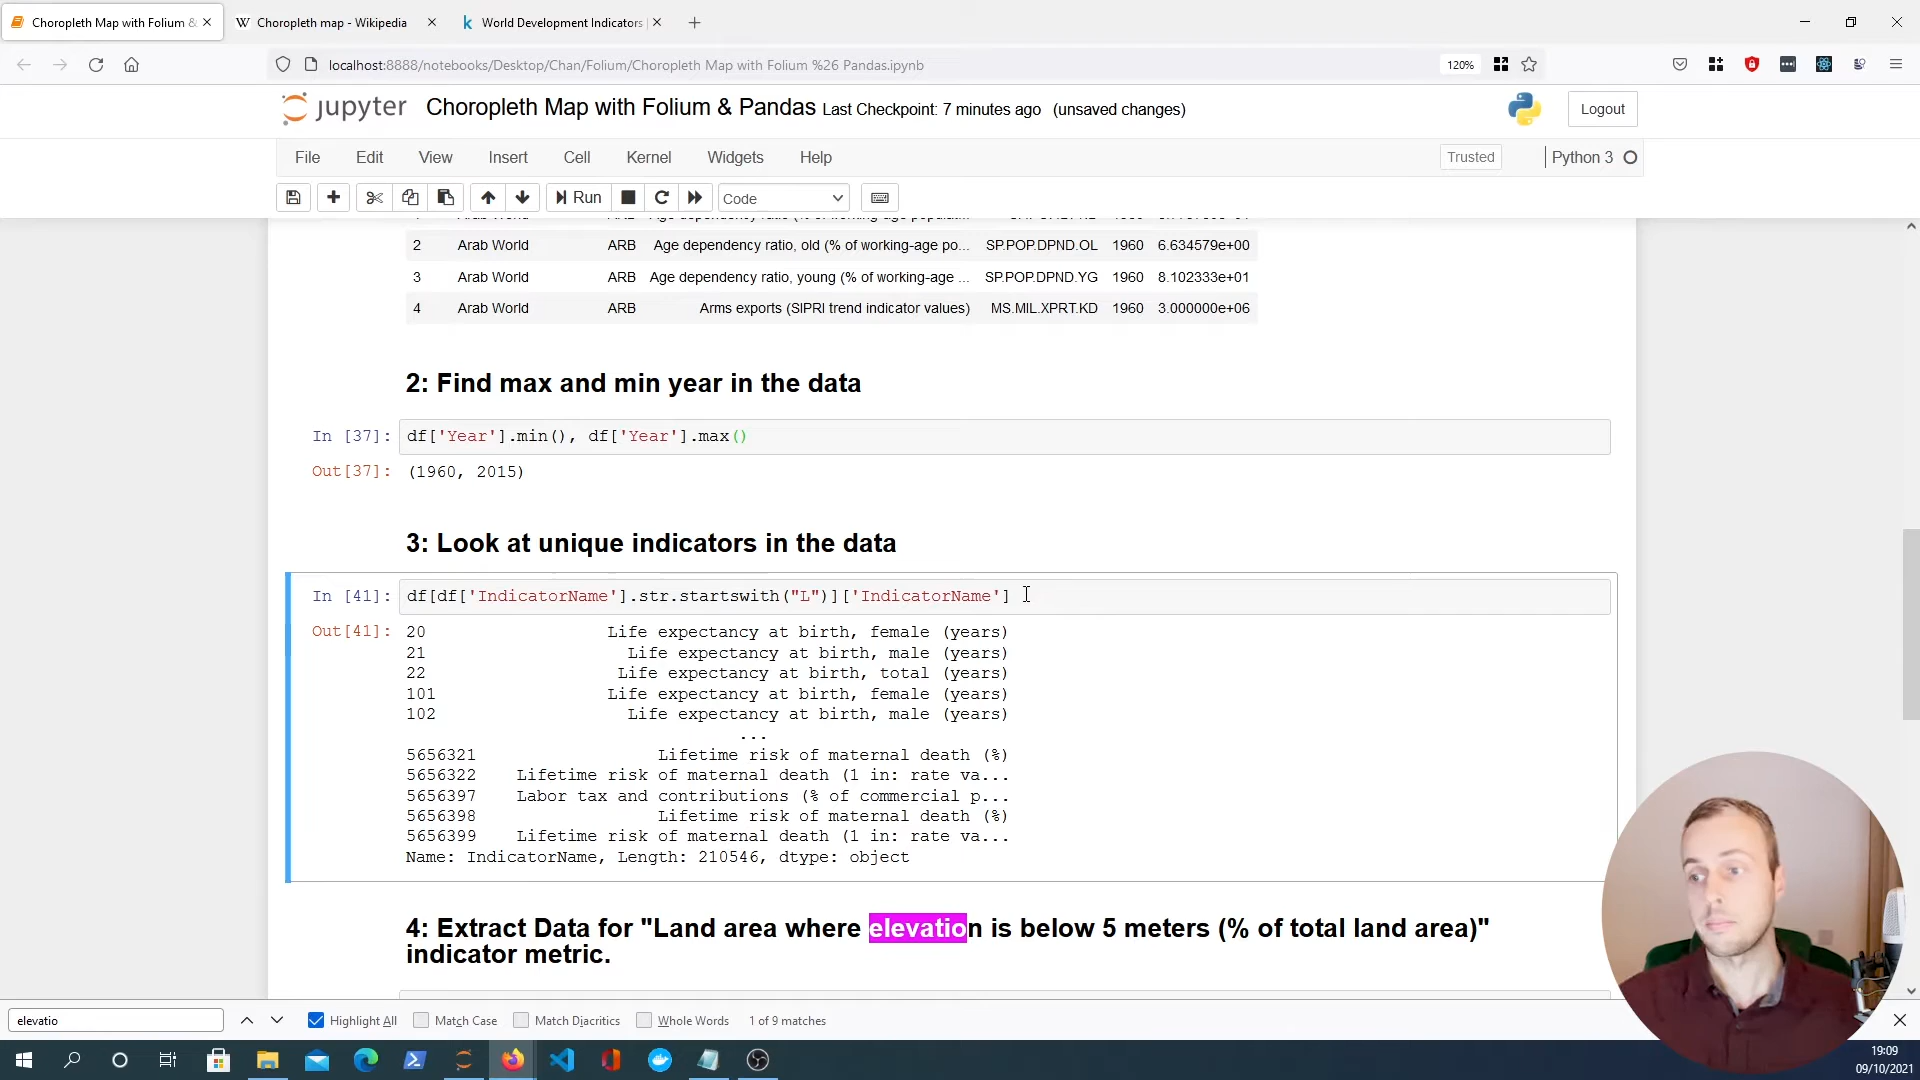 Choropleth Map with Folium &
Choropleth map - Wikipedia
World Development Indicators |
localhost:8888/notebooks/Desktop/Chan/Folium/Choropleth Map with Folium %26 Pandas.ipynb
120%
jupyter Choropleth Map with Folium & Pandas Last Checkpoint: 7 minutes ago (unsaved changes)
Logout
File Edit View Insert Cell Kernel Widgets Help
Trusted
Python 3
Run
Code
2 Arab World ARB Age dependency ratio, old (% of working-age po... SP.POP.DPND.OL 1960 6.634579e+00
3 Arab World ARB Age dependency ratio, young (% of working-age ... SP.POP.DPND.YG 1960 8.102333e+01
4 Arab World ARB Arms exports (SIPRI trend indicator values) MS.MIL.XPRT.KD 1960 3.000000e+06
2: Find max and min year in the data
In [37]: df['Year'].min(), df['Year'].max()
Out[37]: (1960, 2015)
3: Look at unique indicators in the data
In [41]: df[df['IndicatorName'].str.startswith("L")]['IndicatorName']
Out[41]: 20 Life expectancy at birth, female (years)
21 Life expectancy at birth, male (years)
22 Life expectancy at birth, total (years)
101 Life expectancy at birth, female (years)
102 Life expectancy at birth, male (years)
...
5656321 Lifetime risk of maternal death (%)
5656322 Lifetime risk of maternal death (1 in: rate va...
5656397 Labor tax and contributions (% of commercial p...
5656398 Lifetime risk of maternal death (%)
5656399 Lifetime risk of maternal death (1 in: rate va...
Name: IndicatorName, Length: 210546, dtype: object
4: Extract Data for "Land area where elevation is below 5 meters (% of total land area)"
indicator metric.
elevatio
Highlight All
Match Case
Match Diacritics
Whole Words
1 of 9 matches
19:09
09/10/2021